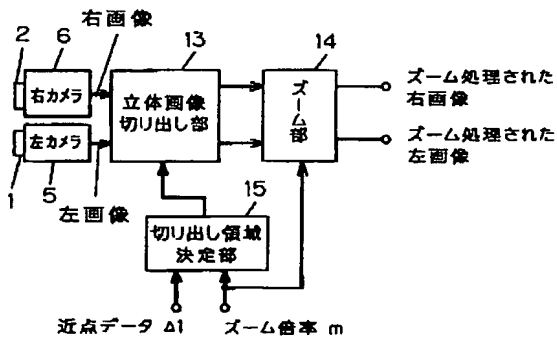 右画像
2
6
13
14
右カメラ
立体画像
切り出し部
ズーム部
ズーム処理された
右画像
左カメラ
ズーム処理された
左画像
1
5
左画像
15
切り出し領域
決定部
近点データ Δ1
ズーム倍率 m